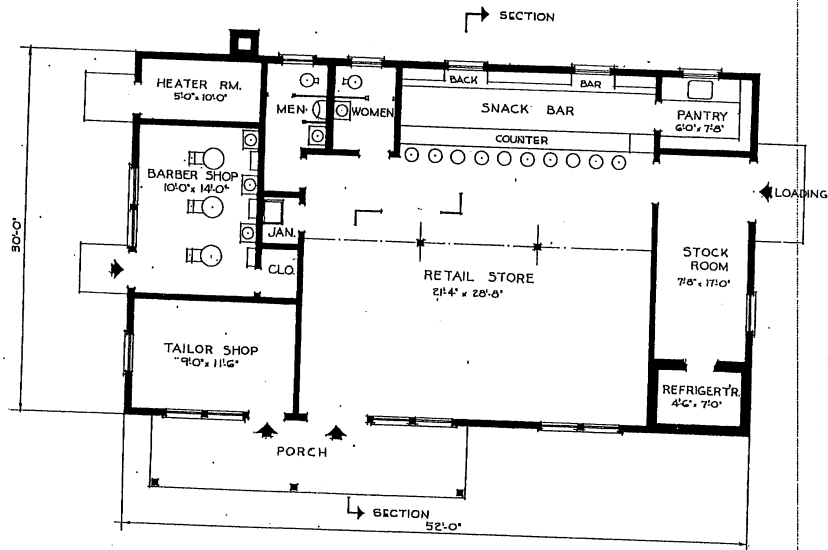 SECTION
HEATER RM.
5'-0" x 10'-0"
MEN.
WOMEN
BACK
BAR
SNACK BAR
COUNTER
PANTRY
6'-0" x 7'-8"
BARBER SHOP
10'-0" x 14'-0"
LOADING
JAN.
CLO.
30'-0"
RETAIL STORE
21'-4" x 28'-8"
STOCK
ROOM
7'-8" x 17'-0"
TAILOR SHOP
9'-0" x 11'-6"
REFRIGERT'R.
4'-6" x 7'-0"
PORCH
SECTION
52'-0"